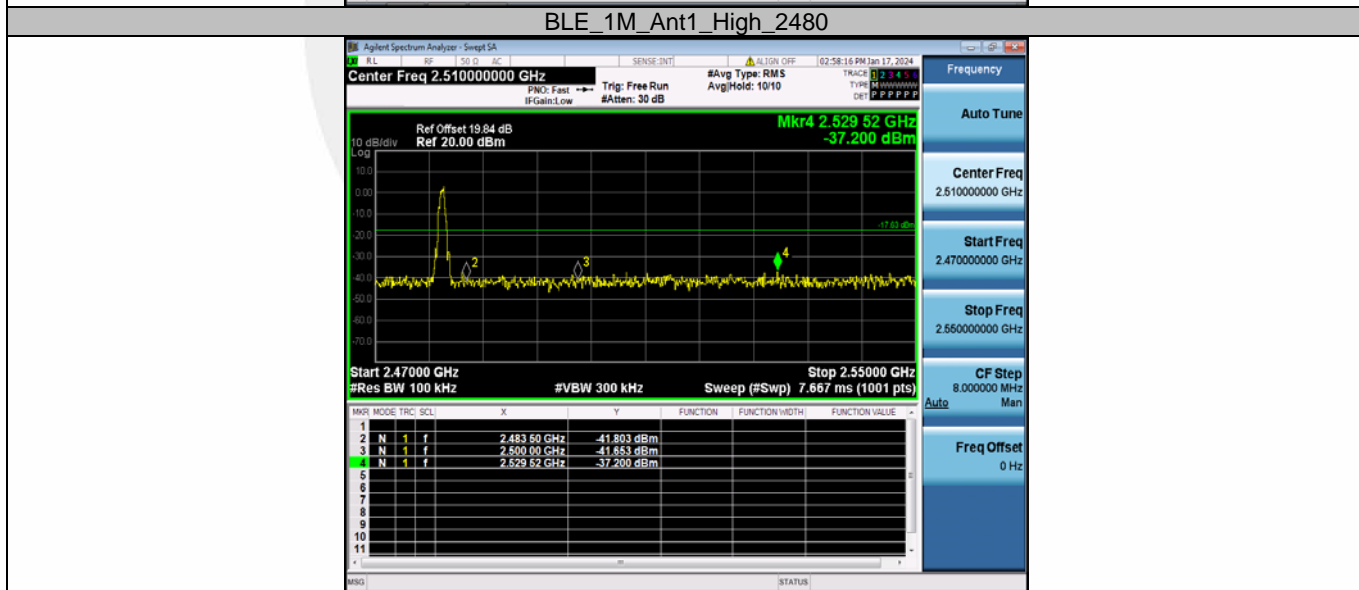 BLE_1M_Ant1_High_2480
Agilent Spectrum Analyzer - Swept SA
RL RF 50 Ω AC SENSE:INT ALIGN OFF 02:58:16 PM Jan 17, 2024
Center Freq 2.510000000 GHz
PNO: Fast
IFGain:Low
Trig: Free Run
#Atten: 30 dB
#Avg Type: RMS
Avg|Hold: 10/10
TRACE 1 2 3 4 5 6
TYPE M W W W W W
DET P P P P P P
Frequency
Auto Tune
Center Freq
2.510000000 GHz
Start Freq
2.470000000 GHz
Stop Freq
2.550000000 GHz
CF Step
8.000000 MHz
Auto Man
Freq Offset
0 Hz
Mkr4 2.529 52 GHz
-37.200 dBm
Ref Offset 19.84 dB
10 dB/div Ref 20.00 dBm
Log
10.0
0.00
-10.0
-17.63 dBm
-20.0
-30.0
-40.0
-50.0
-60.0
-70.0
2 3 4
Start 2.47000 GHz Stop 2.55000 GHz
#Res BW 100 kHz #VBW 300 kHz Sweep (#Swp) 7.667 ms (1001 pts)
MKR MODE TRC SCL X Y FUNCTION FUNCTION WIDTH FUNCTION VALUE
1
2 N 1 f 2.483 50 GHz -41.803 dBm
3 N 1 f 2.500 00 GHz -41.653 dBm
4 N 1 f 2.529 52 GHz -37.200 dBm
5
6
7
8
9
10
11
MSG STATUS